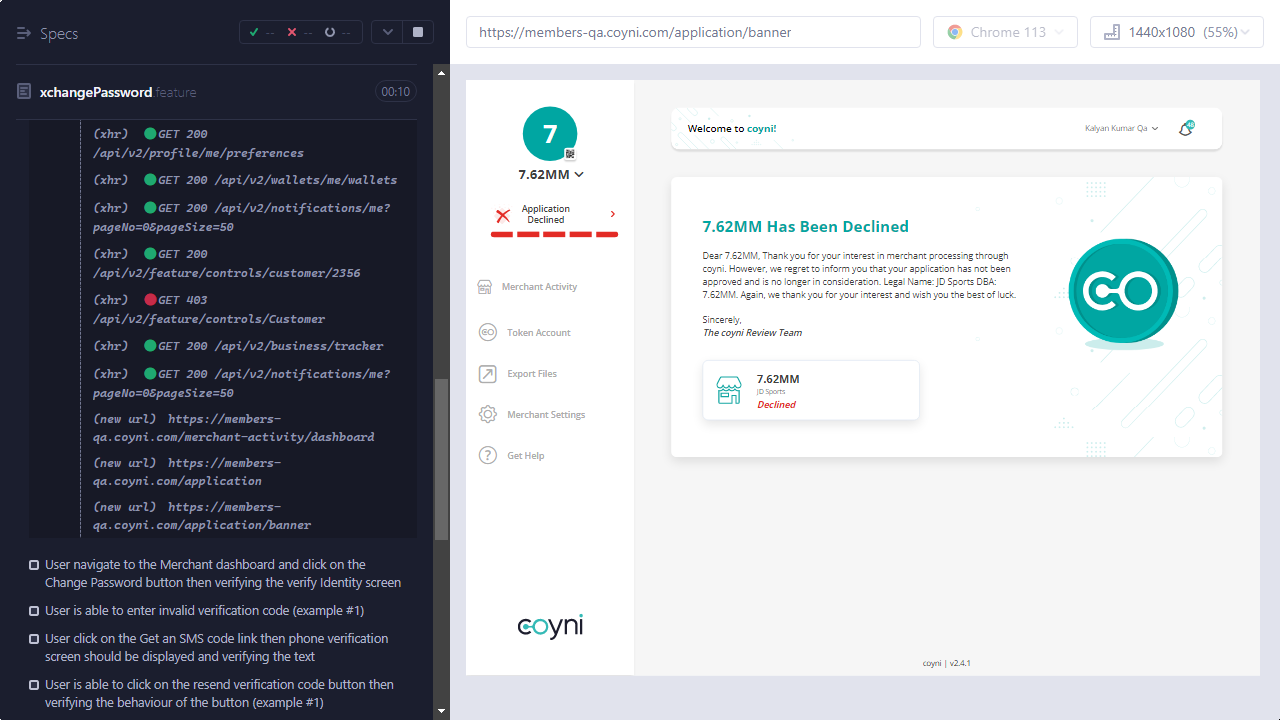 Specs
--
--
--
xchangePassword.feature
00:10
(xhr) GET 200
/api/v2/profile/me/preferences
(xhr) GET 200 /api/v2/wallets/me/wallets
(xhr) GET 200 /api/v2/notifications/me?
pageNo=0&pageSize=50
(xhr) GET 200
/api/v2/feature/controls/customer/2356
(xhr) GET 403
/api/v2/feature/controls/Customer
(xhr) GET 200 /api/v2/business/tracker
(xhr) GET 200 /api/v2/notifications/me?
pageNo=0&pageSize=50
(new url) https://members-
qa.coyni.com/merchant-activity/dashboard
(new url) https://members-
qa.coyni.com/application
(new url) https://members-
qa.coyni.com/application/banner
User navigate to the Merchant dashboard and click on the
Change Password button then verifying the verify Identity screen
User is able to enter invalid verification code (example #1)
User click on the Get an SMS code link then phone verification
screen should be displayed and verifying the text
User is able to click on the resend verification code button then
verifying the behaviour of the button (example #1)
https://members-qa.coyni.com/application/banner
Chrome 113
1440x1080 (55%)
7
7.62MM
Application
Declined
Merchant Activity
Token Account
Export Files
Merchant Settings
Get Help
coyni
Welcome to coyni!
Kalyan Kumar Qa
7.62MM Has Been Declined
Dear 7.62MM, Thank you for your interest in merchant processing through
coyni. However, we regret to inform you that your application has not been
approved and is no longer in consideration. Legal Name: JD Sports DBA:
7.62MM. Again, we thank you for your interest and wish you the best of luck.
Sincerely,
The coyni Review Team
7.62MM
JD Sports
Declined
CO
coyni | v2.4.1